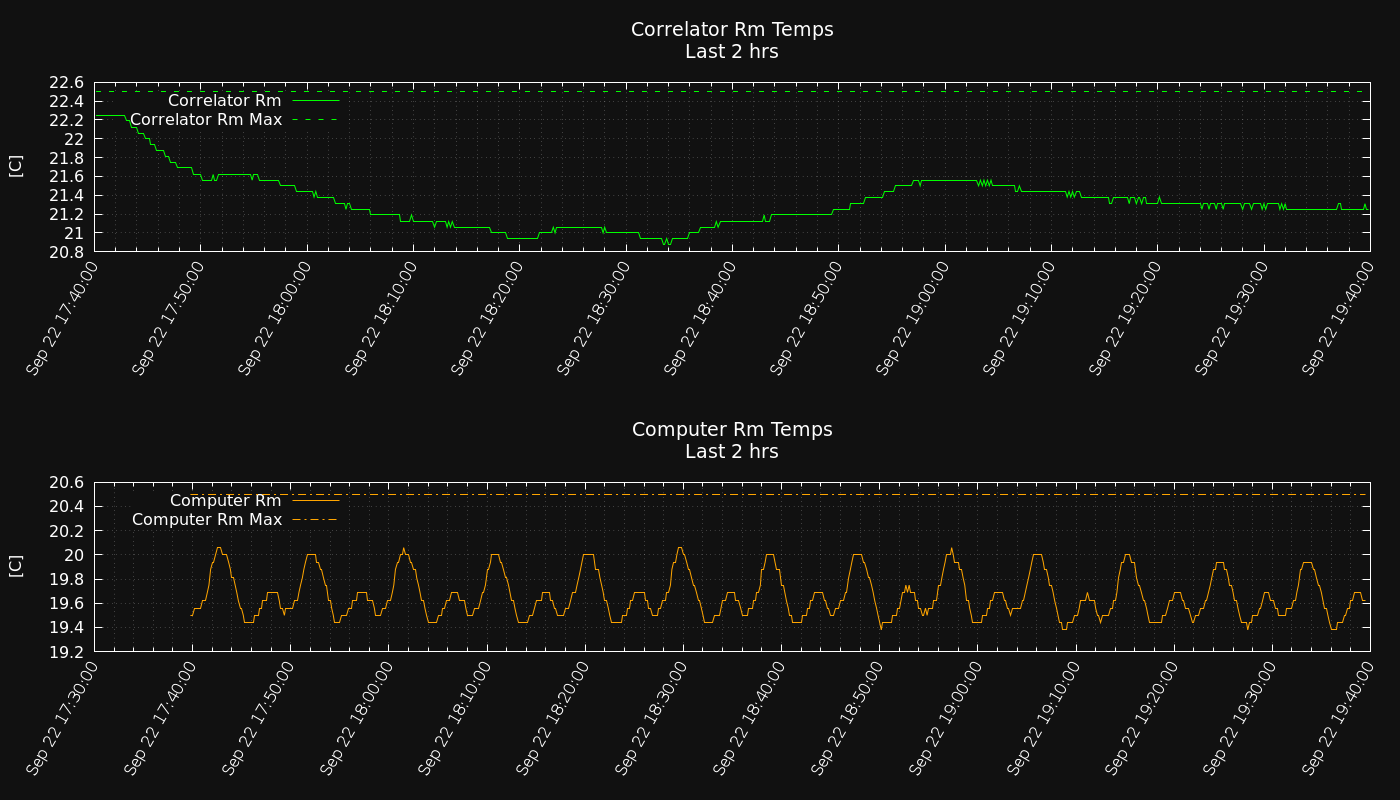 Correlator Rm Temps
Last 2 hrs
22.6
22.4
22.2
22
21.8
21.6
21.4
21.2
21
20.8
[C]
Correlator Rm
Correlator Rm Max
Sep 22 17:40:00
Sep 22 17:50:00
Sep 22 18:00:00
Sep 22 18:10:00
Sep 22 18:20:00
Sep 22 18:30:00
Sep 22 18:40:00
Sep 22 18:50:00
Sep 22 19:00:00
Sep 22 19:10:00
Sep 22 19:20:00
Sep 22 19:30:00
Sep 22 19:40:00
Computer Rm Temps
Last 2 hrs
20.6
20.4
20.2
20
19.8
19.6
19.4
19.2
[C]
Computer Rm
Computer Rm Max
Sep 22 17:30:00
Sep 22 17:40:00
Sep 22 17:50:00
Sep 22 18:00:00
Sep 22 18:10:00
Sep 22 18:20:00
Sep 22 18:30:00
Sep 22 18:40:00
Sep 22 18:50:00
Sep 22 19:00:00
Sep 22 19:10:00
Sep 22 19:20:00
Sep 22 19:30:00
Sep 22 19:40:00